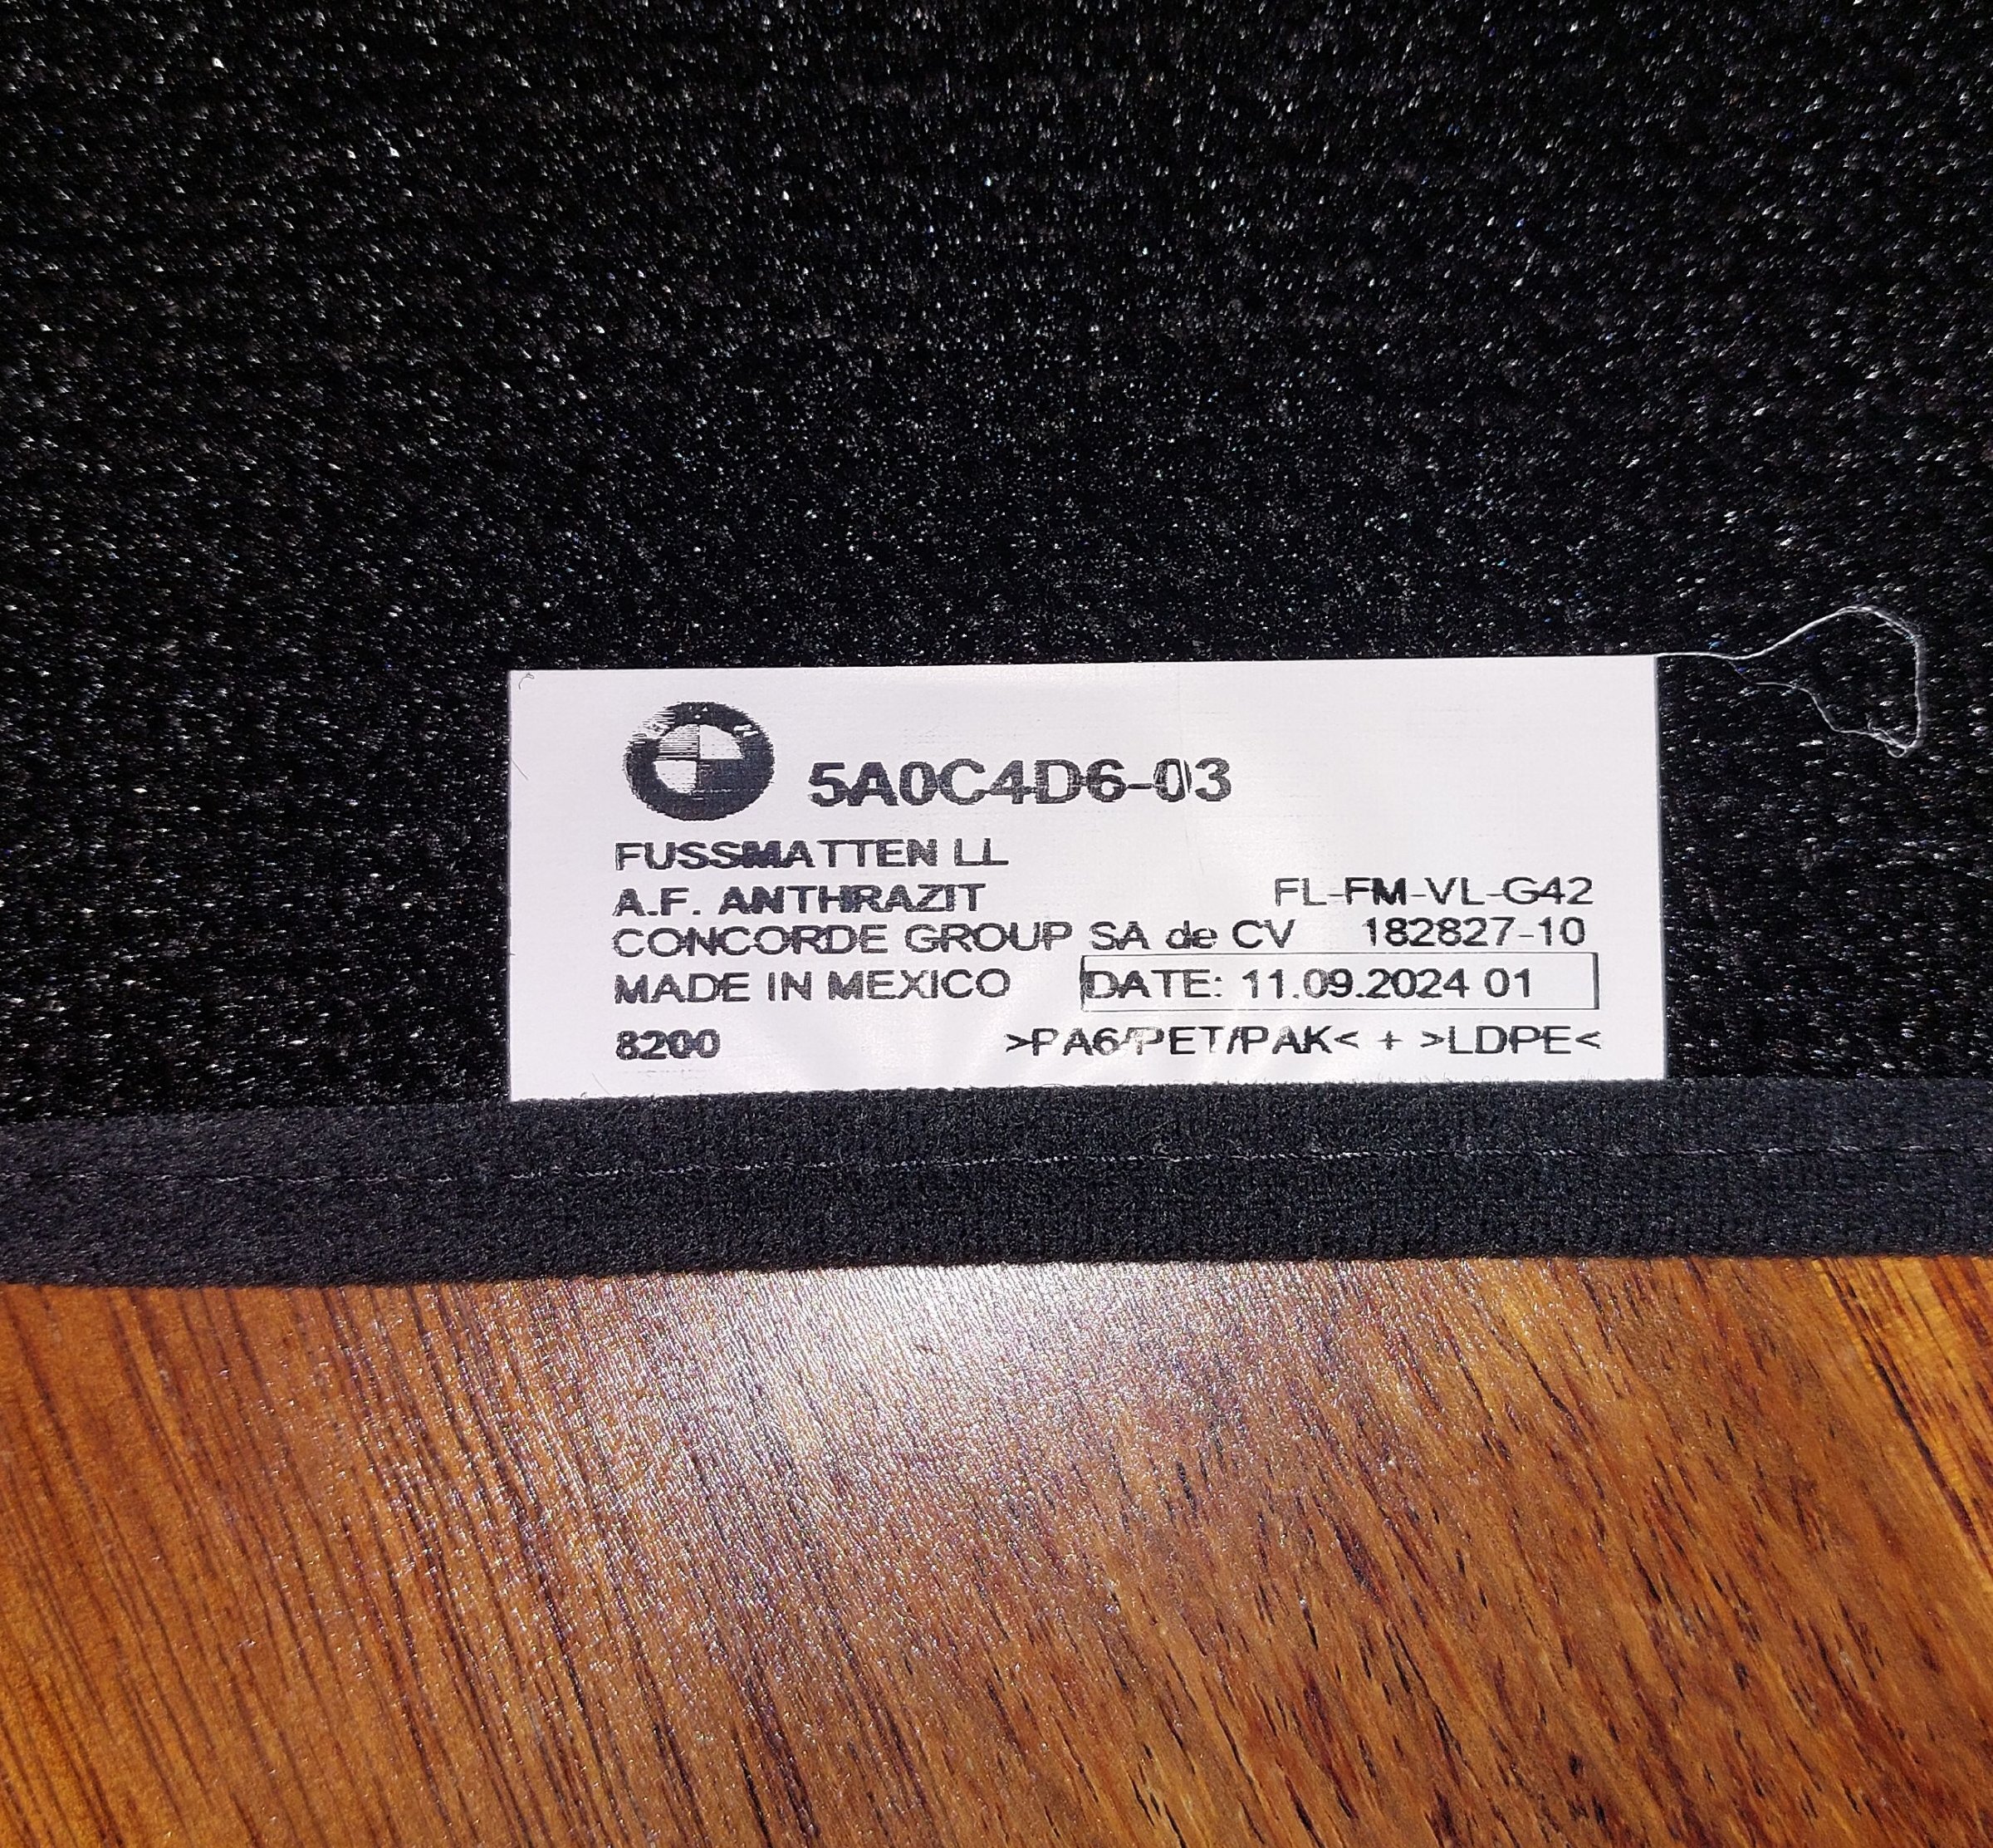 5A0C4D6-03
FUSSMATTEN LL
A.F. ANTHRAZIT FL-FM-VL-G42
CONCORDE GROUP SA de CV 182827-10
MADE IN MEXICO DATE: 11.09.2024 01
8200 >PA6/PET/PAK< + >LDPE<